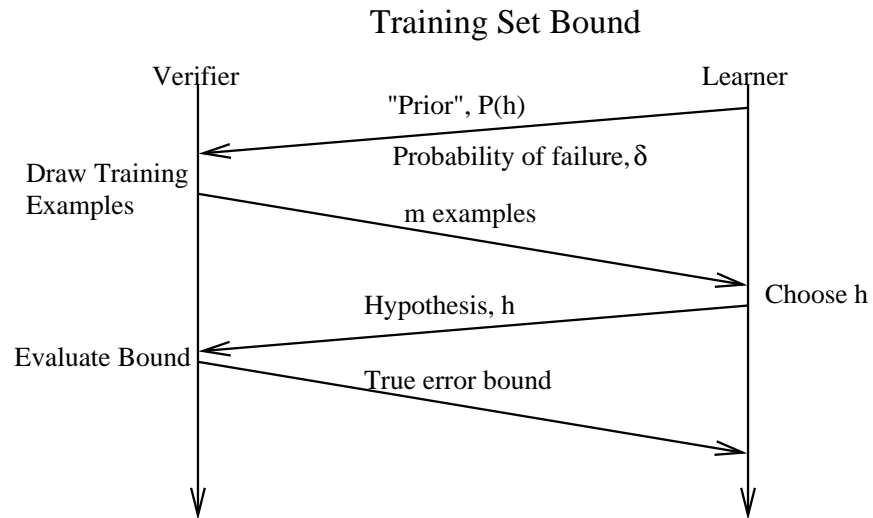 Training Set Bound
Verifier
Learner
"Prior", P(h)
Probability of failure, δ
Draw Training
Examples
m examples
Choose h
Hypothesis, h
Evaluate Bound
True error bound